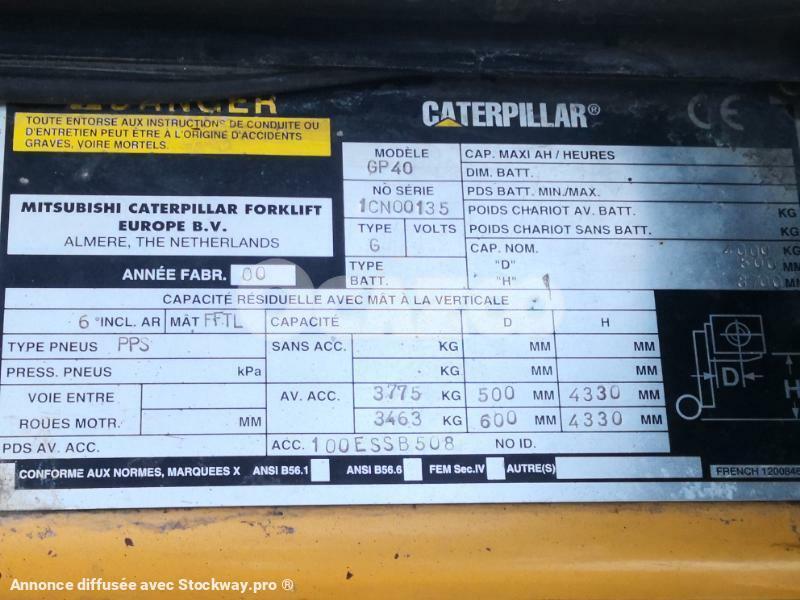 DANGER
TOUTE ENTORSE AUX INSTRUCTIONS DE CONDUITE OU
D'ENTRETIEN PEUT ÊTRE À L'ORIGINE D'ACCIDENTS
GRAVES, VOIRE MORTELS.
CATERPILLAR®
CE
MITSUBISHI CATERPILLAR FORKLIFT
EUROPE B.V.
ALMERE, THE NETHERLANDS
ANNÉE FABR. 00
MODÈLE
GP40
NO SÉRIE
1CN00135
TYPE VOLTS
G
TYPE
BATT.
CAP. MAXI AH / HEURES
DIM. BATT.
PDS BATT. MIN./MAX.
POIDS CHARIOT AV. BATT. KG
POIDS CHARIOT SANS BATT. KG
CAP. NOM. 4000 KG
"D" 500 MM
"H" MM
CAPACITÉ RÉSIDUELLE AVEC MÂT À LA VERTICALE
6 °INCL. AR MÂT FFTL CAPACITÉ D H
TYPE PNEUS PPS SANS ACC. KG MM MM
PRESS. PNEUS kPa KG MM MM
VOIE ENTRE AV. ACC. 3775 KG 500 MM 4330 MM
ROUES MOTR. MM 3463 KG 600 MM 4330 MM
PDS AV. ACC. ACC. 100ESSB508 NO ID.
CONFORME AUX NORMES, MARQUEES X ANSI B56.1 ANSI B56.6 FEM Sec.IV AUTRE(S)
D
H
FRENCH 1200846
Annonce diffusée avec Stockway.pro ®